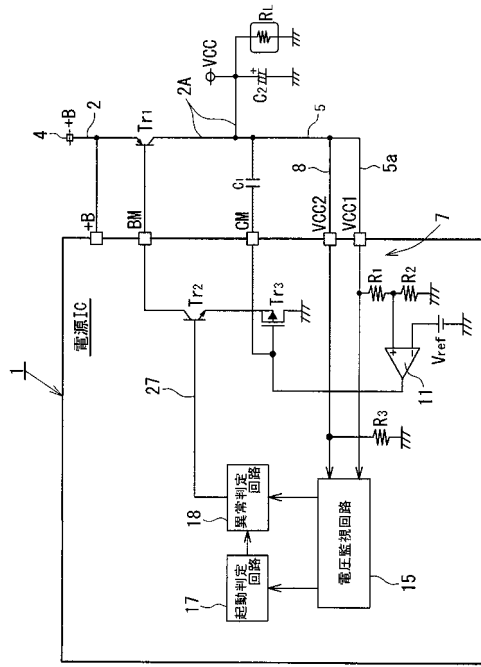 1
電源IC
+B
4
+B
2
BM
Tr1
2A
VCC
RL
C2
+
5
CM
C1
8
VCC2
5a
VCC1
7
Tr2
Tr3
27
R1
R2
+
-
Vref
11
R3
異常判定
回路
18
起動判定
回路
17
電圧監視回路
15